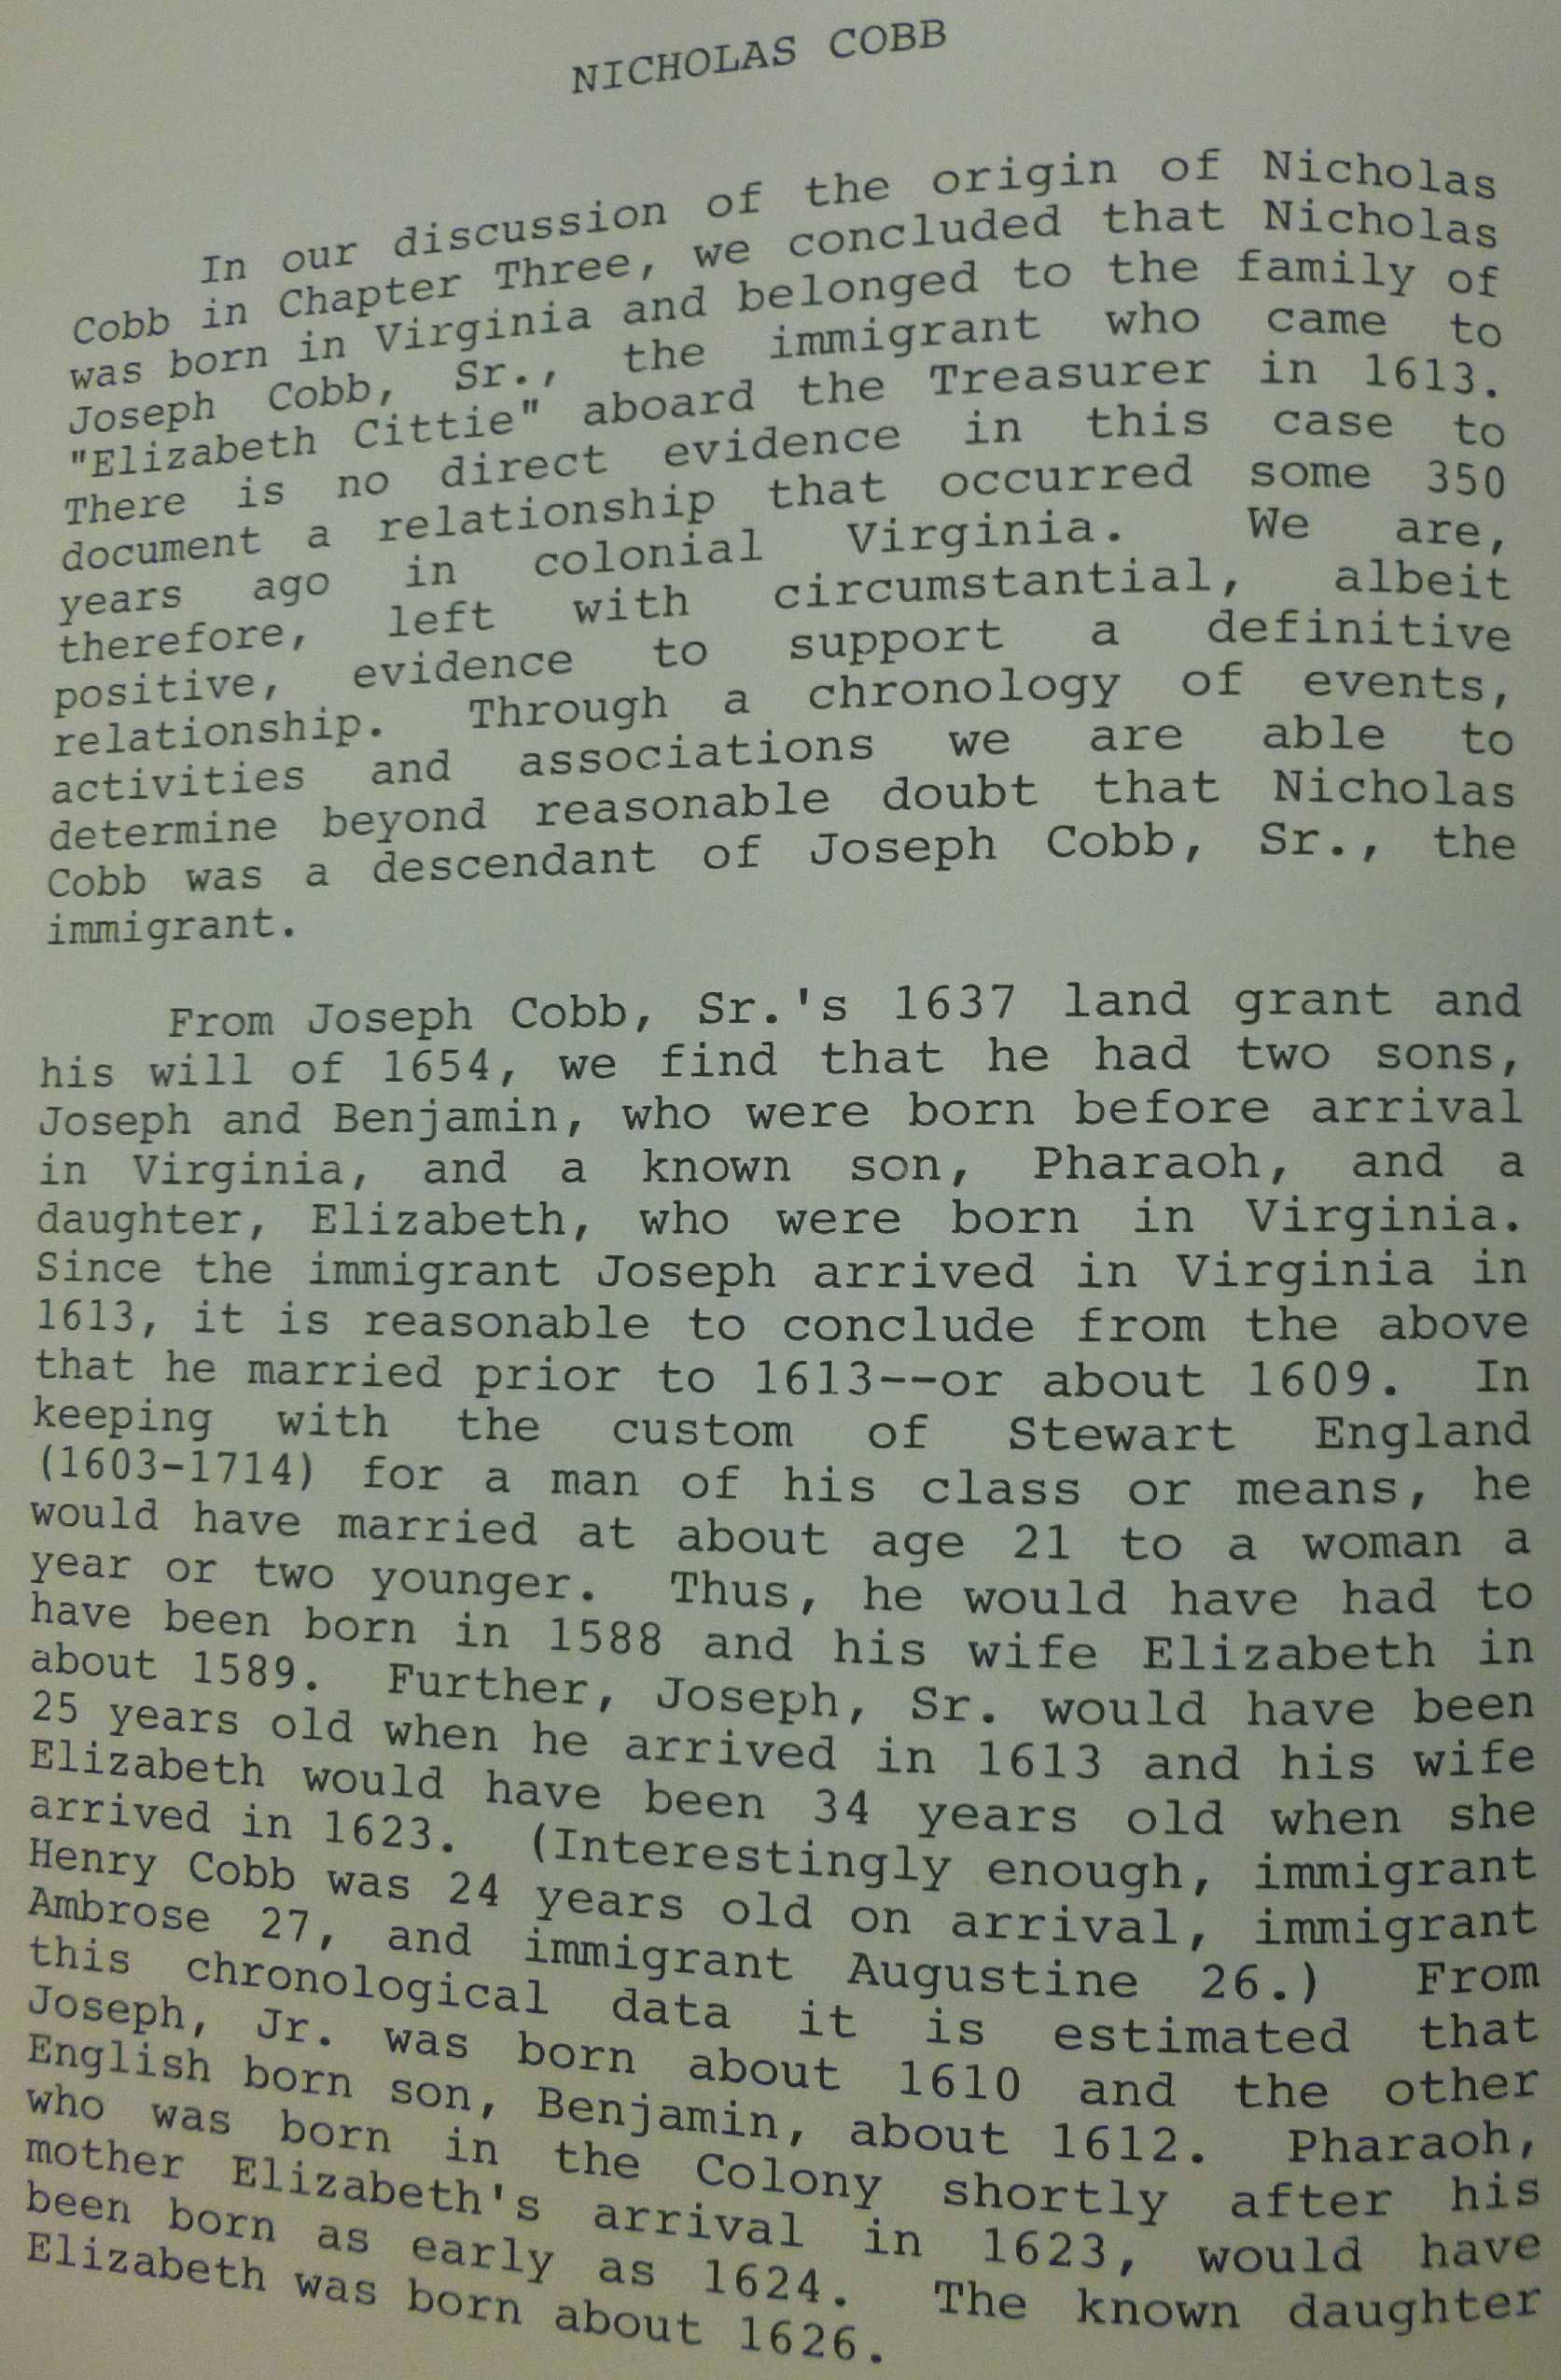 NICHOLAS COBB
In our discussion of the origin of Nicholas
Cobb in Chapter Three, we concluded that Nicholas
was born in Virginia and belonged to the family of
Joseph Cobb, Sr., the immigrant who came to
"Elizabeth Cittie" aboard the Treasurer in 1613.
There is no direct evidence in this case to
document a relationship that occurred some 350
years ago in colonial Virginia. We are,
therefore, left with circumstantial, albeit
positive, evidence to support a definitive
relationship. Through a chronology of events,
activities and associations we are able to
determine beyond reasonable doubt that Nicholas
Cobb was a descendant of Joseph Cobb, Sr., the
immigrant.
From Joseph Cobb, Sr.'s 1637 land grant and
his will of 1654, we find that he had two sons,
Joseph and Benjamin, who were born before arrival
in Virginia, and a known son, Pharaoh, and a
daughter, Elizabeth, who were born in Virginia.
Since the immigrant Joseph arrived in Virginia in
1613, it is reasonable to conclude from the above
that he married prior to 1613--or about 1609. In
keeping with the custom of Stewart England
(1603-1714) for a man of his class or means, he
would have married at about age 21 to a woman a
year or two younger. Thus, he would have had to
have been born in 1588 and his wife Elizabeth in
about 1589. Further, Joseph, Sr. would have been
25 years old when he arrived in 1613 and his wife
Elizabeth would have been 34 years old when she
arrived in 1623. (Interestingly enough, immigrant
Henry Cobb was 24 years old on arrival, immigrant
Ambrose 27, and immigrant Augustine 26.) From
this chronological data it is estimated that
Joseph, Jr. was born about 1610 and the other
English born son, Benjamin, about 1612. Pharaoh,
who was born in the Colony shortly after his
mother Elizabeth's arrival in 1623, would have
been born as early as 1624. The known daughter
Elizabeth was born about 1626.